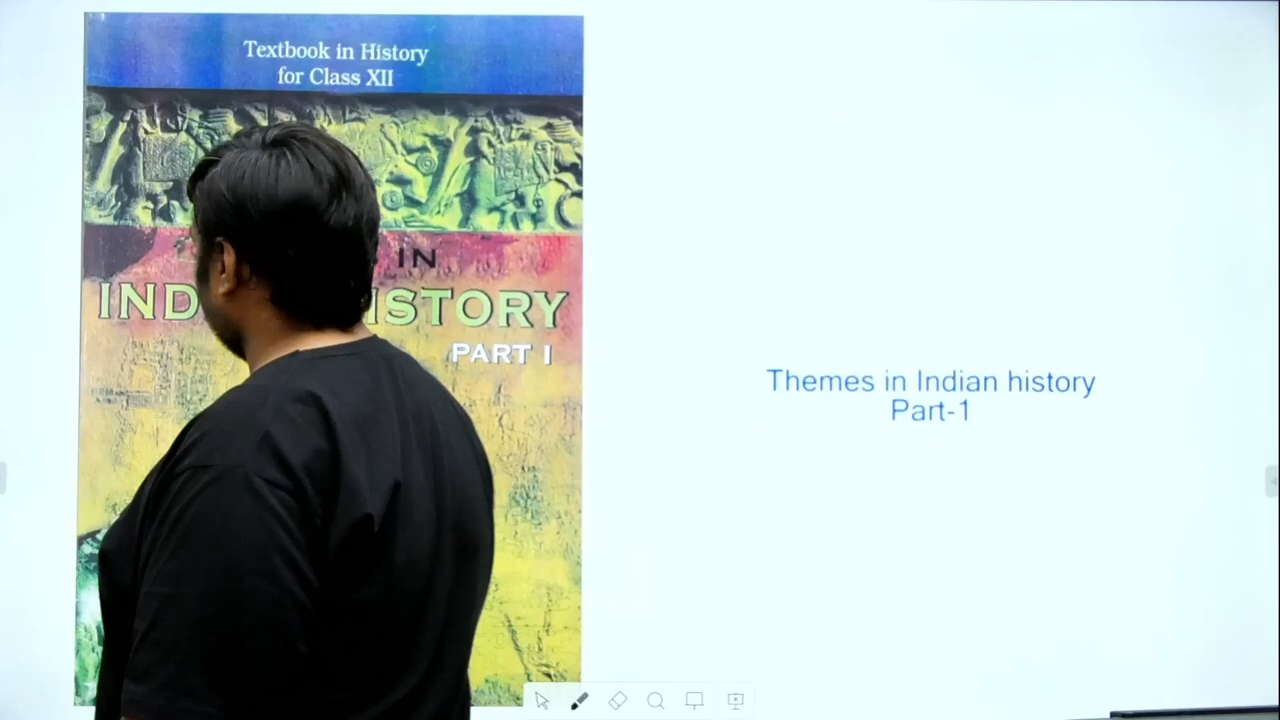 Textbook in History
for Class XII
IN
IND ISTORY
PART I
Themes in Indian history
Part-1